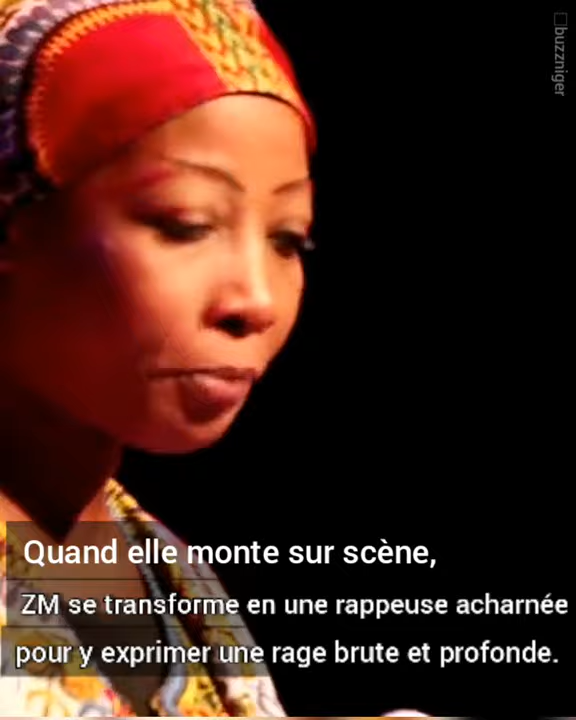 buzzniger
Quand elle monte sur scène,
ZM se transforme en une rappeuse acharnée
pour y exprimer une rage brute et profonde.